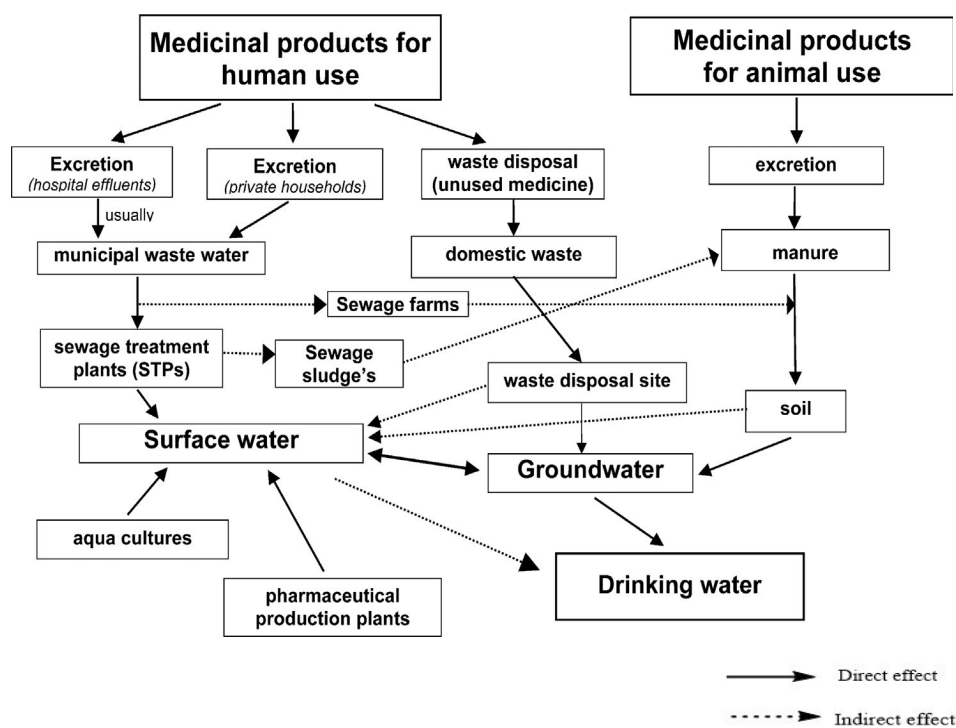 Medicinal products for
human use
Medicinal products
for animal use
Excretion
(hospital effluents)
Excretion
(private households)
waste disposal
(unused medicine)
excretion
usually
municipal waste water
domestic waste
manure
Sewage farms
sewage treatment
plants (STPs)
Sewage
sludge's
waste disposal site
soil
Surface water
Groundwater
aqua cultures
Drinking water
pharmaceutical
production plants
Direct effect
Indirect effect